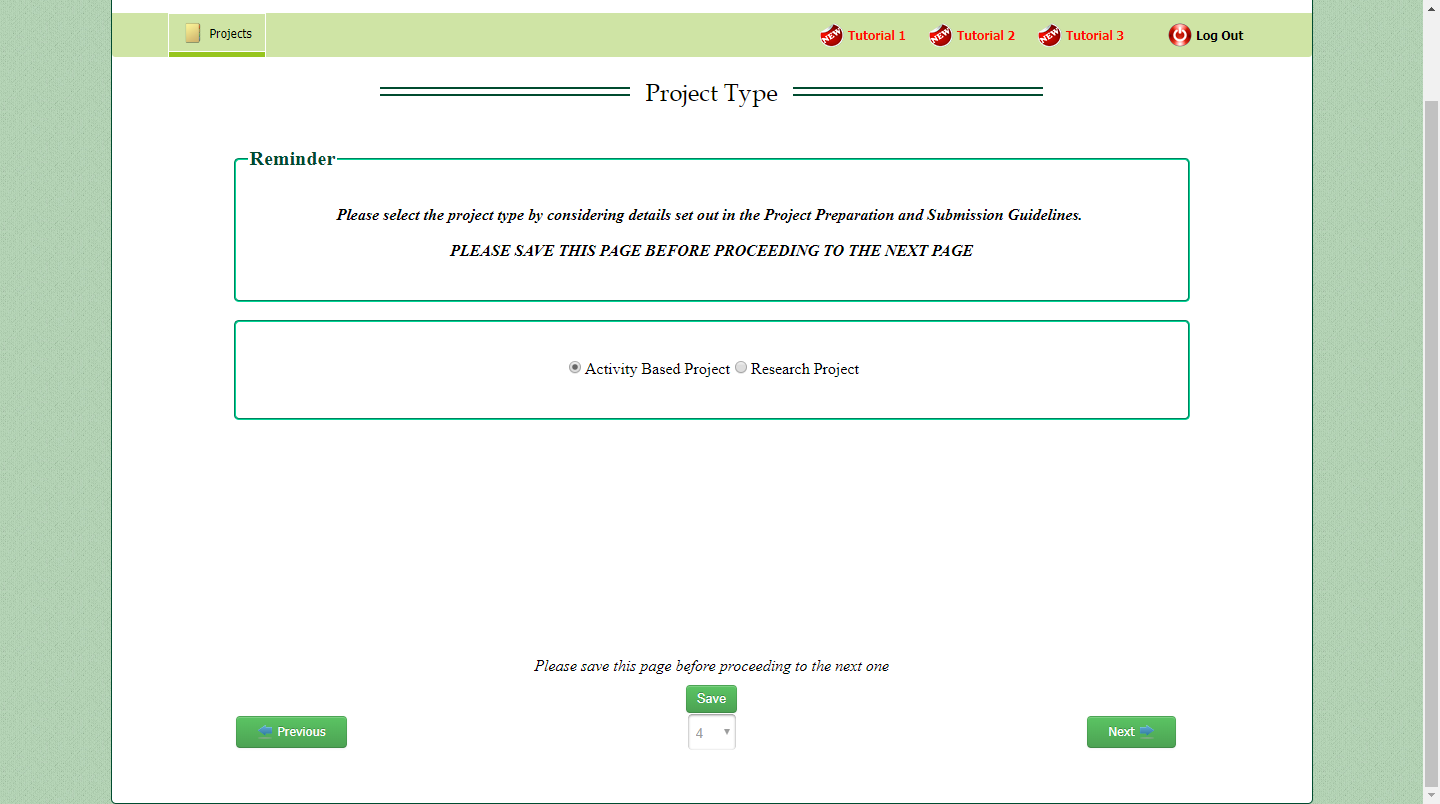 Projects
NEW Tutorial 1 NEW Tutorial 2 NEW Tutorial 3 Log Out
Project Type
Reminder
Please select the project type by considering details set out in the Project Preparation and Submission Guidelines.
PLEASE SAVE THIS PAGE BEFORE PROCEEDING TO THE NEXT PAGE
Activity Based Project Research Project
Please save this page before proceeding to the next one
Save
Previous 4 Next